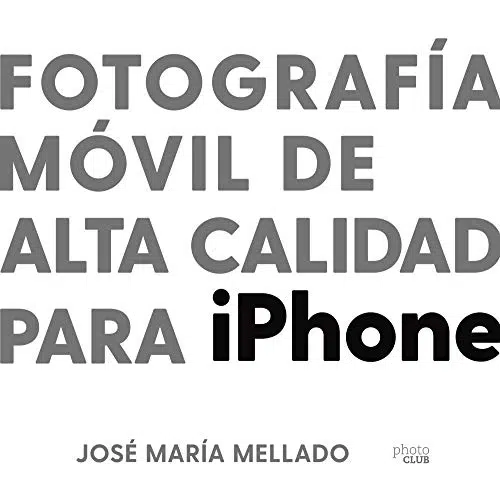 FOTOGRAFÍA
MÓVIL DE
ALTA CALIDAD
PARA iPhone
JOSÉ MARÍA MELLADO
photo
CLUB